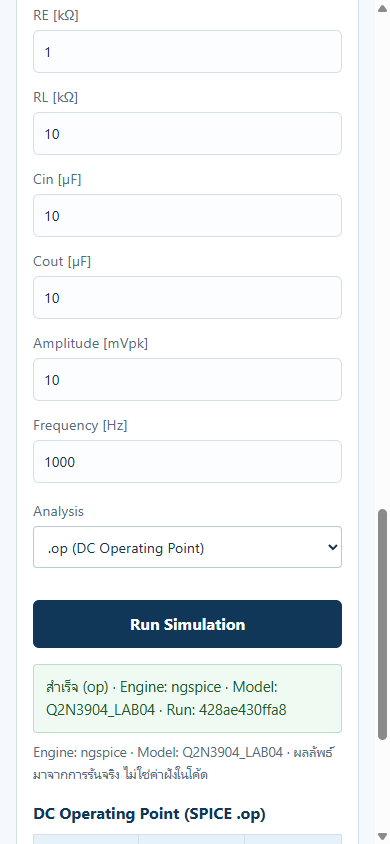 RE [kΩ]
1
RL [kΩ]
10
Cin [µF]
10
Cout [µF]
10
Amplitude [mVpk]
10
Frequency [Hz]
1000
Analysis
.op (DC Operating Point)
Run Simulation
สำเร็จ (op) · Engine: ngspice · Model:
Q2N3904_LAB04 · Run: 428ae430ffa8
Engine: ngspice · Model: Q2N3904_LAB04 · ผลลัพธ์
มาจากการรันจริง ไม่ใช่ค่าฝังในโค้ด
DC Operating Point (SPICE .op)